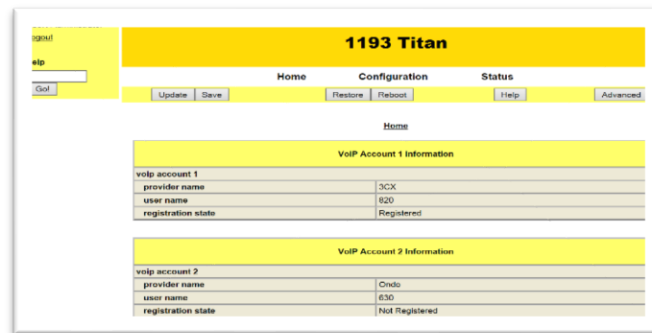 ogout
elp
Go!
1193 Titan
Home Configuration Status
Update Save Restore Reboot Help Advanced
Home
VoIP Account 1 Information
voip account 1
provider name 3CX
user name 820
registration state Registered
VoIP Account 2 Information
voip account 2
provider name Ondo
user name 630
registration state Not Registered